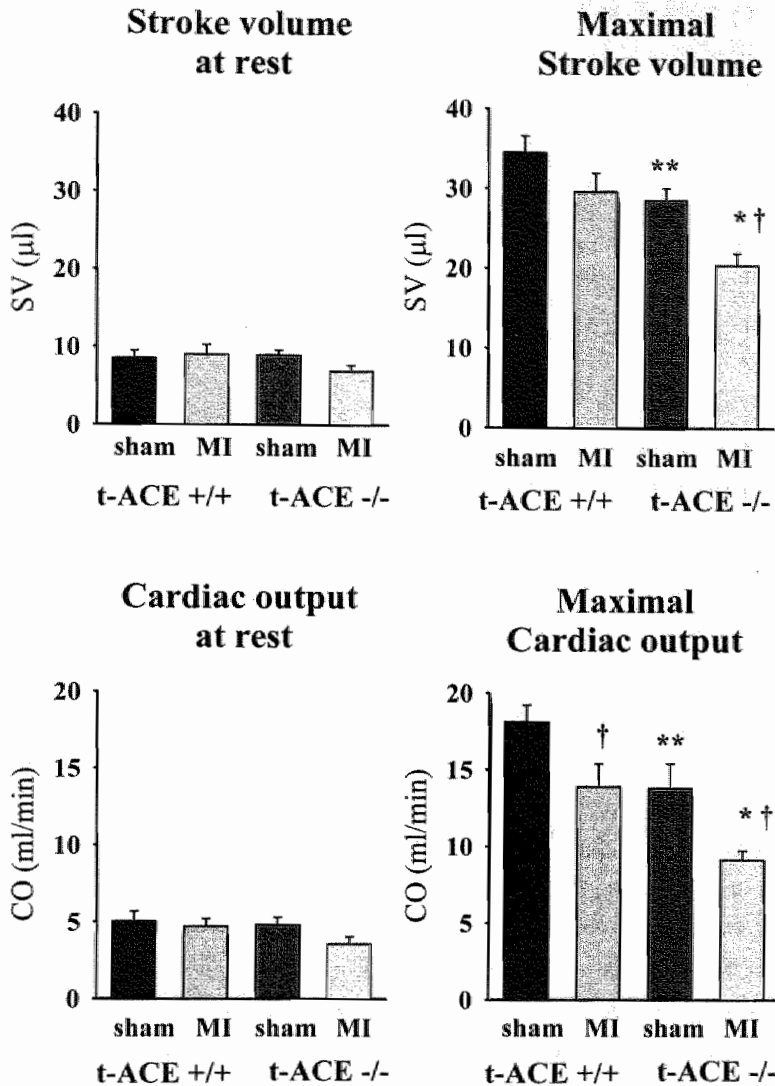 Stroke volume
at rest
SV (µl)
40
30
20
10
0
sham MI sham MI
t-ACE +/+ t-ACE -/-
Maximal
Stroke volume
SV (µl)
40
30
20
10
0
**
* †
sham MI sham MI
t-ACE +/+ t-ACE -/-
Cardiac output
at rest
CO (ml/min)
20
15
10
5
0
sham MI sham MI
t-ACE +/+ t-ACE -/-
Maximal
Cardiac output
CO (ml/min)
20
15
10
5
0
†
**
* †
sham MI sham MI
t-ACE +/+ t-ACE -/-